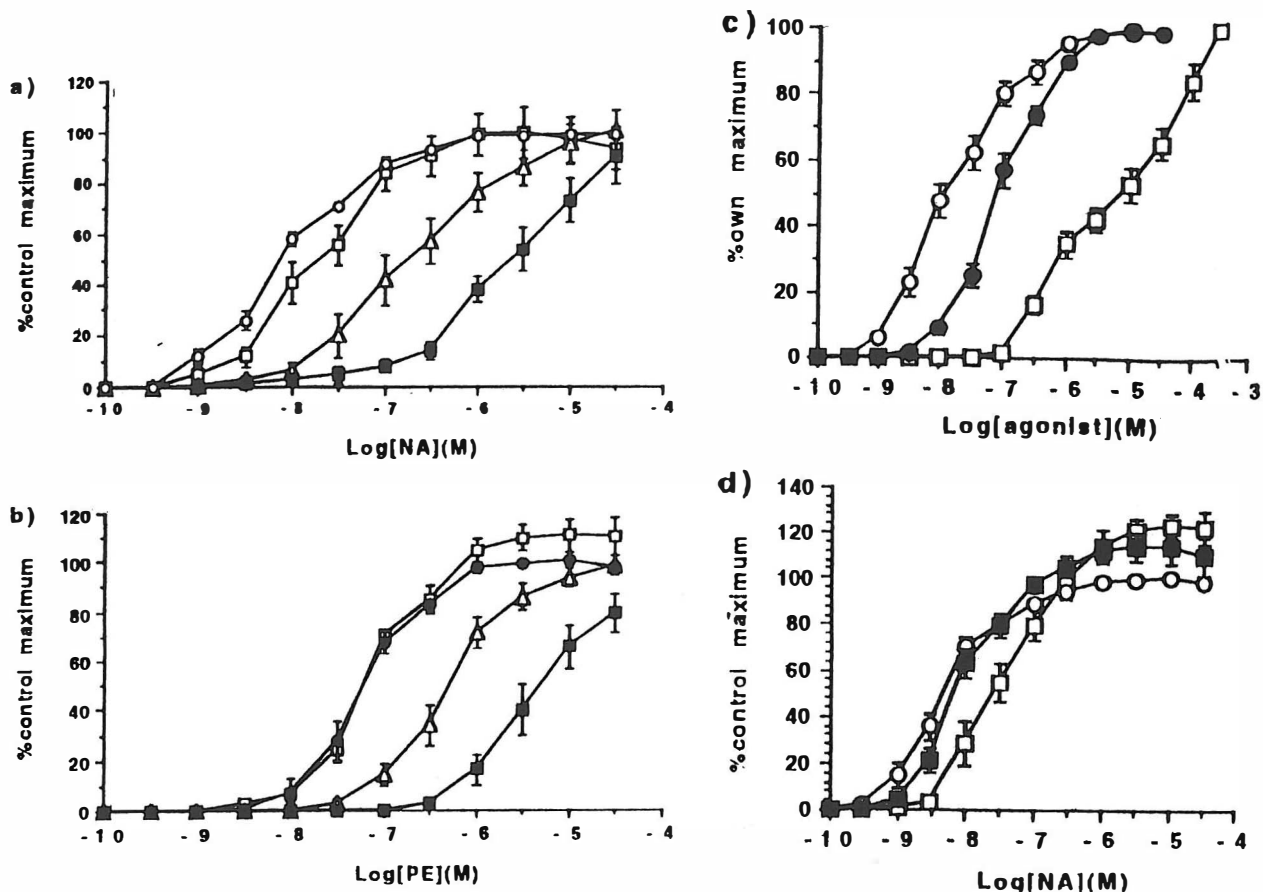 a)
120
100
80
60
40
20
0
%control maximum
- 10 - 9 - 8 - 7 - 6 - 5 - 4
Log[NA](M)
b)
120
100
80
60
40
20
0
%control maximum
- 10 - 9 - 8 - 7 - 6 - 5 - 4
Log[PE](M)
c)
100
80
60
40
20
0
%own maximum
- 10 - 9 - 8 - 7 - 6 - 5 - 4 - 3
Log[agonist](M)
d)
140
120
100
80
60
40
20
0
%control maximum
- 10 - 9 - 8 - 7 - 6 - 5 - 4
Log[NA](M)